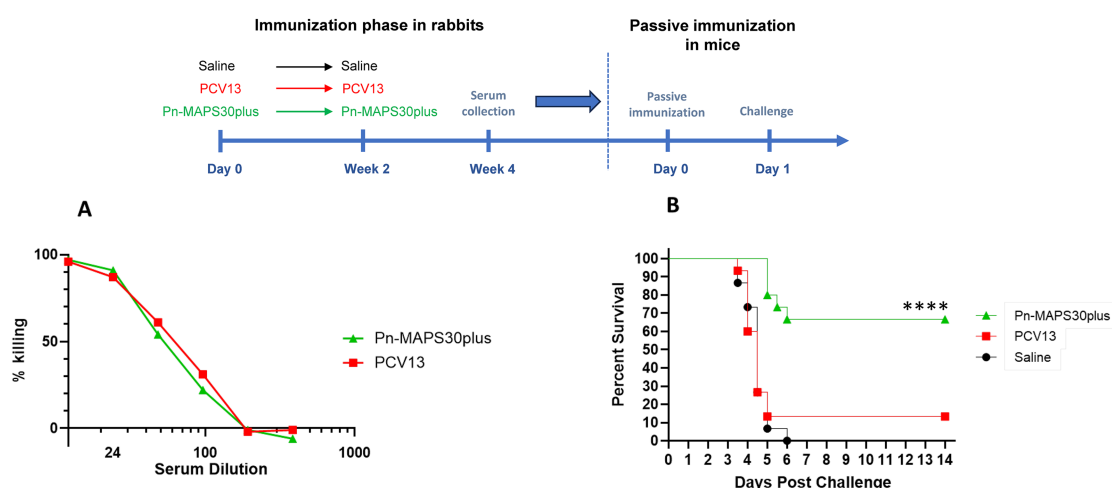 Immunization phase in rabbits
Passive immunization
in mice
Saline Saline
PCV13 PCV13
Pn-MAPS30plus Pn-MAPS30plus
Serum
collection
Passive
immunization
Challenge
Day 0 Week 2 Week 4 Day 0 Day 1
A
% killing
100
50
0
24 100 1000
Serum Dilution
Pn-MAPS30plus
PCV13
B
Percent Survival
100
90
80
70
60
50
40
30
20
10
0
0 1 2 3 4 5 6 7 8 9 10 11 12 13 14
Days Post Challenge
****
Pn-MAPS30plus
PCV13
Saline